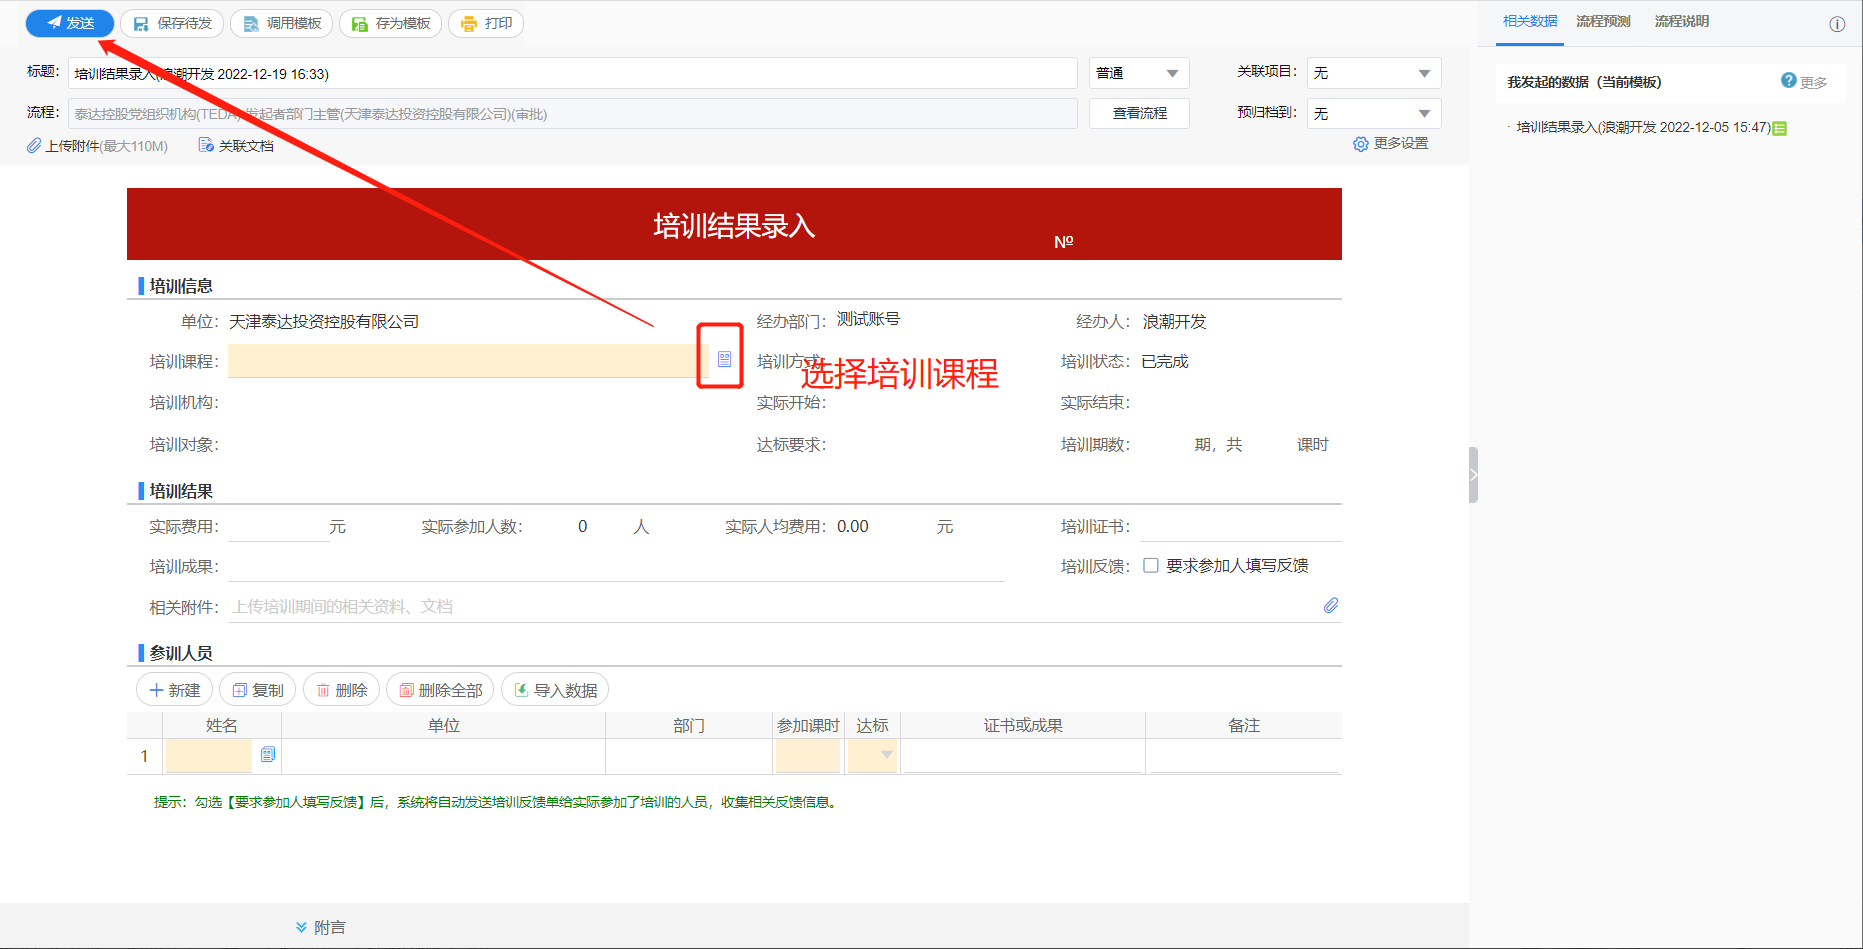 发送 保存待发 调用模板 存为模板 打印
相关数据 流程预测 流程说明
标题： 培训结果录入(浪潮开发 2022-12-19 16:33) 普通 关联项目： 无
流程： 泰达控股党组织机构(TEDA) 发起者部门主管(天津泰达投资控股有限公司)(审批) 查看流程 预归档到： 无
上传附件(最大110M) 关联文档 更多设置
我发起的数据（当前模板） 更多
· 培训结果录入(浪潮开发 2022-12-05 15:47)
培训结果录入
№
培训信息
单位： 天津泰达投资控股有限公司 经办部门： 测试账号 经办人： 浪潮开发
培训课程： 培训方式： 培训状态： 已完成
选择培训课程
培训机构： 实际开始： 实际结束：
培训对象： 达标要求： 培训期数： 期，共 课时
培训结果
实际费用： 元 实际参加人数： 0 人 实际人均费用： 0.00 元 培训证书：
培训成果： 培训反馈： 要求参加人填写反馈
相关附件： 上传培训期间的相关资料、文档
参训人员
新建 复制 删除 删除全部 导入数据
姓名 单位 部门 参加课时 达标 证书或成果 备注
1
提示：勾选【要求参加人填写反馈】后，系统将自动发送培训反馈单给实际参加了培训的人员，收集相关反馈信息。
附言